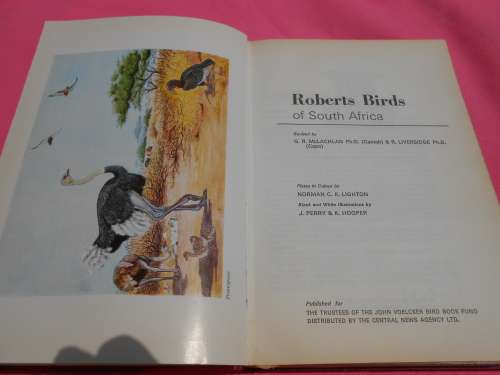 Frontispiece
Roberts Birds
of South Africa
Revised by
G. R. McLACHLAN Ph.D. (Cantab) & R. LIVERSIDGE Ph.D.
(Cape)
Plates in Colour by
NORMAN C. K. LIGHTON
Black and White Illustrations by
J. PERRY & K. HOOPER
Published for
THE TRUSTEES OF THE JOHN VOELCKER BIRD BOOK FUND
DISTRIBUTED BY THE CENTRAL NEWS AGENCY LTD.